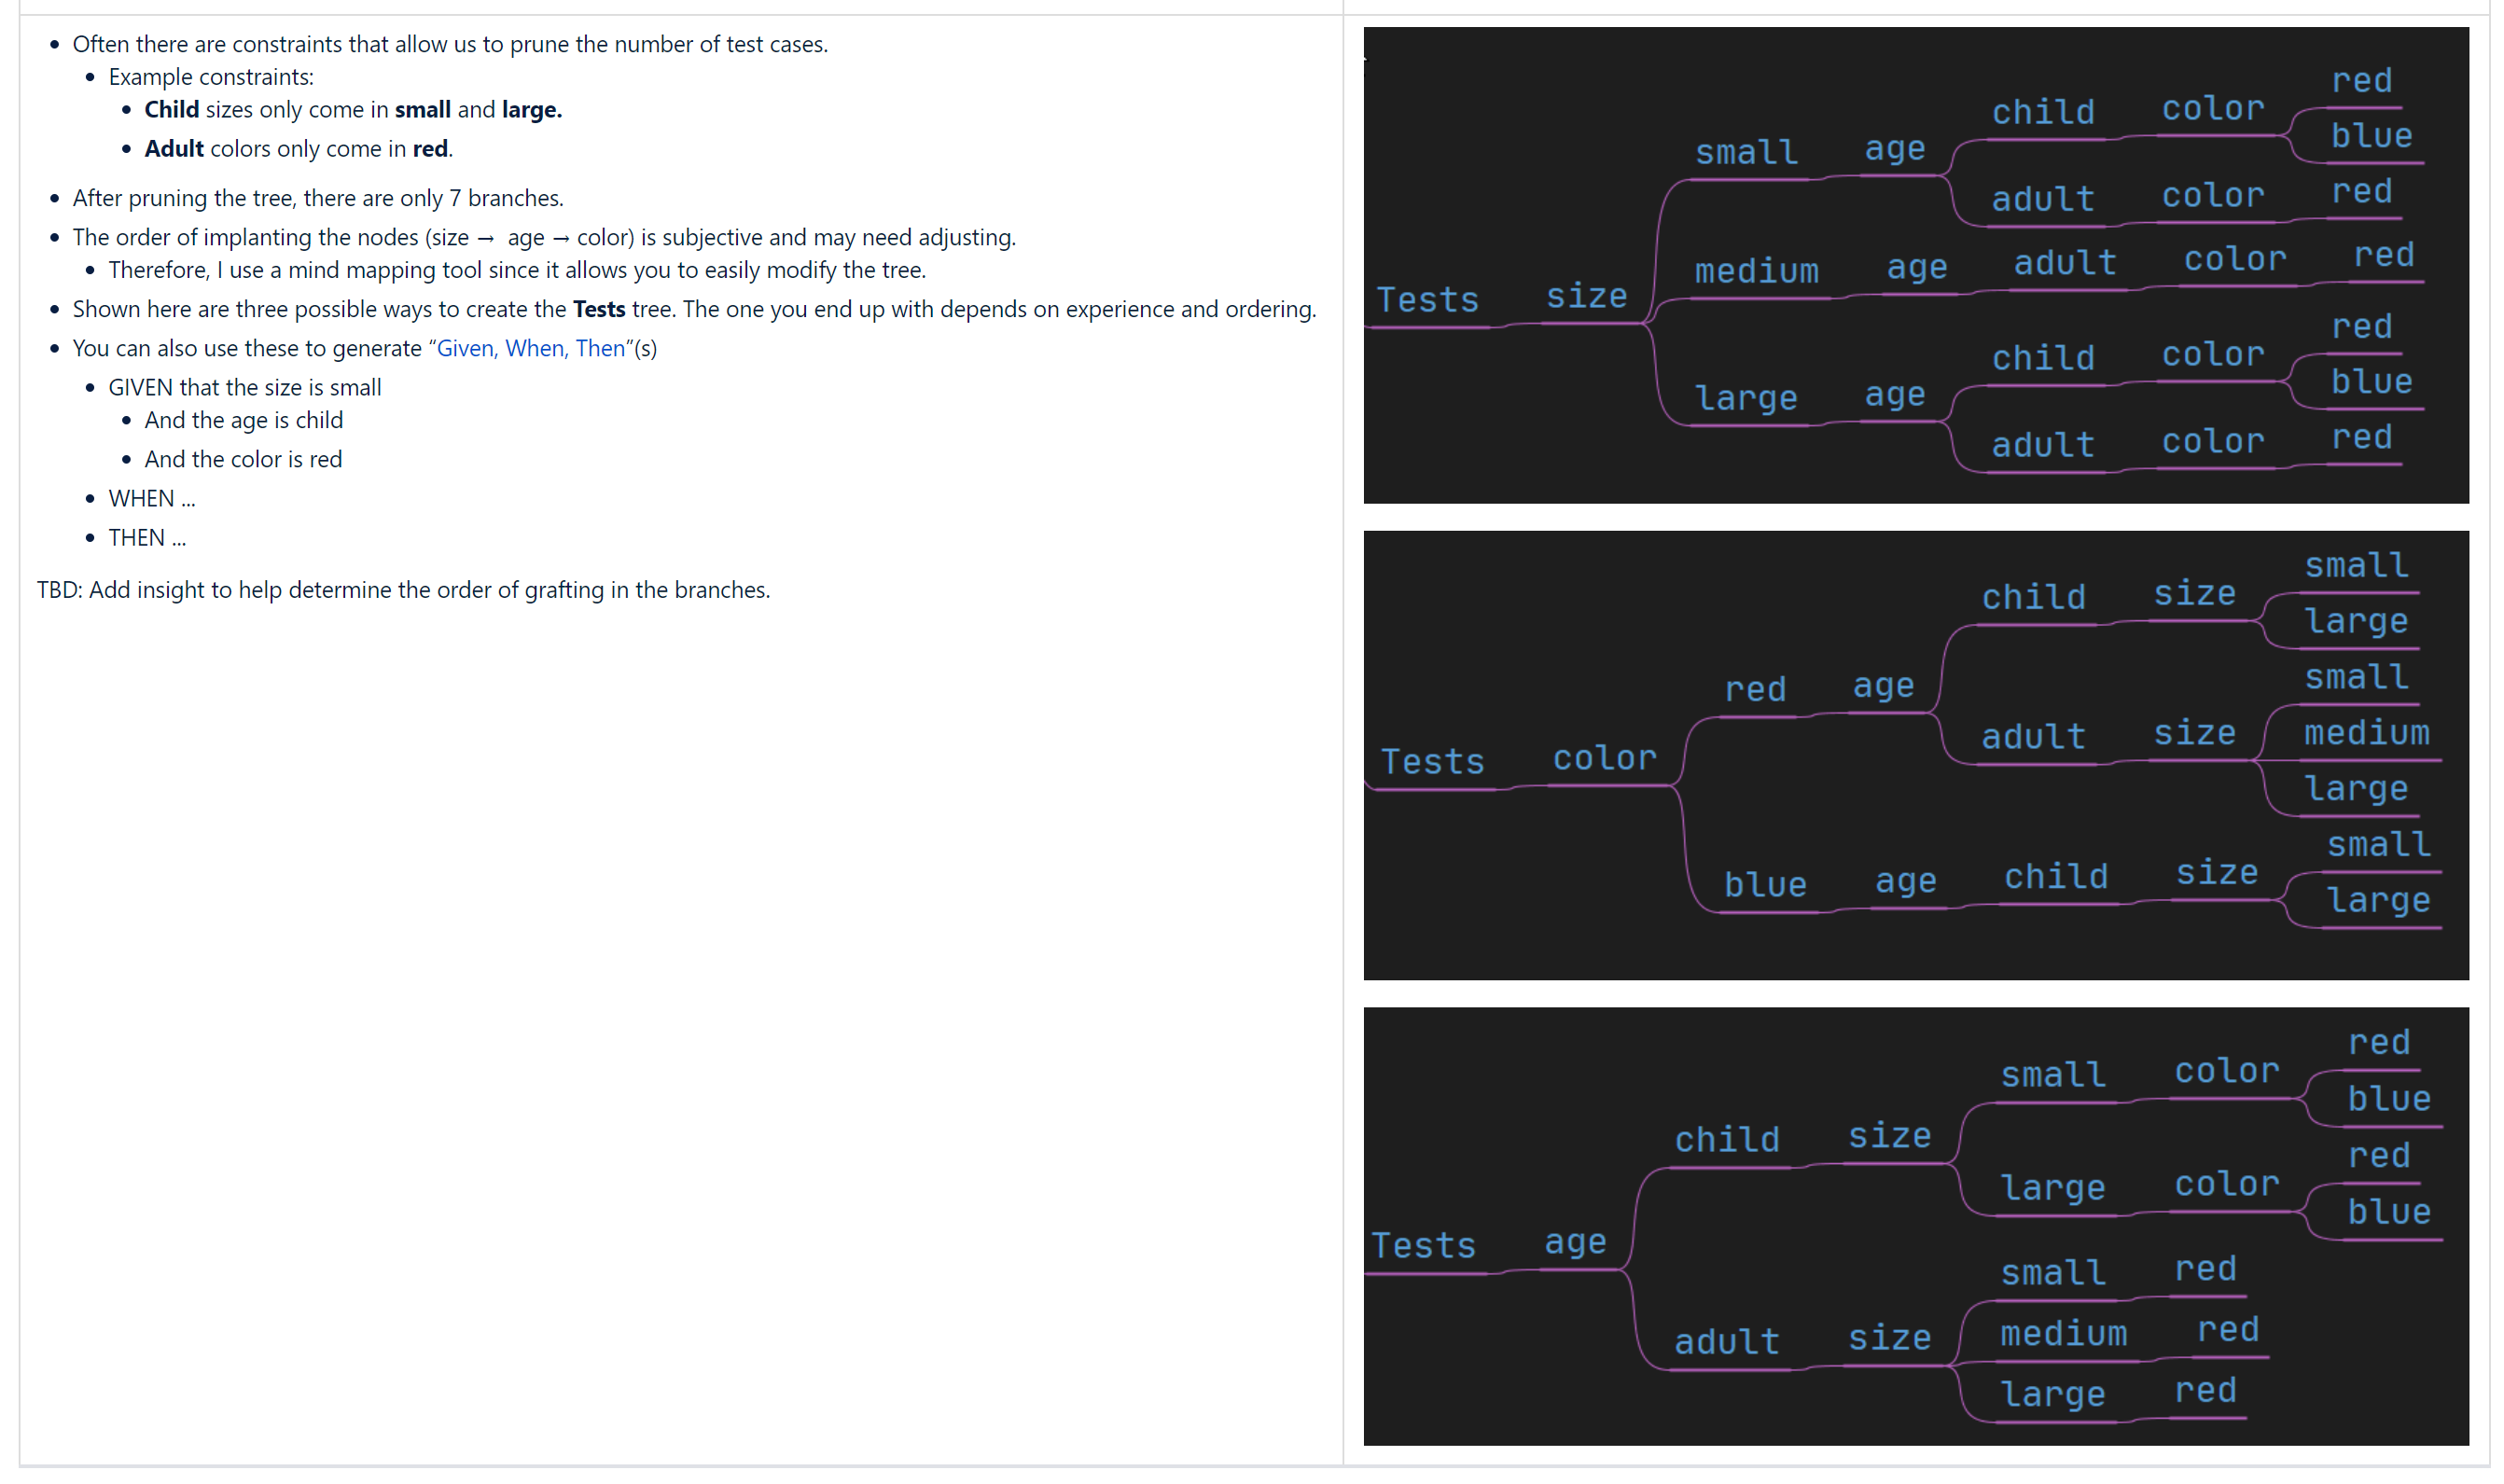 Often there are constraints that allow us to prune the number of test cases.
Example constraints:
Child sizes only come in small and large.
Adult colors only come in red.
After pruning the tree, there are only 7 branches.
The order of implanting the nodes (size → age → color) is subjective and may need adjusting.
Therefore, I use a mind mapping tool since it allows you to easily modify the tree.
Shown here are three possible ways to create the Tests tree. The one you end up with depends on experience and ordering.
You can also use these to generate “Given, When, Then”(s)
GIVEN that the size is small
And the age is child
And the color is red
WHEN ...
THEN ...
TBD: Add insight to help determine the order of grafting in the branches.
Tests size
small age
child color
red
blue
adult color red
medium age adult color red
large age
child color
red
blue
adult color red
Tests color
red age
child size
small
large
adult size
small
medium
large
blue age child size
small
large
Tests age
child size
small color
red
blue
large color
red
blue
adult size
small red
medium red
large red